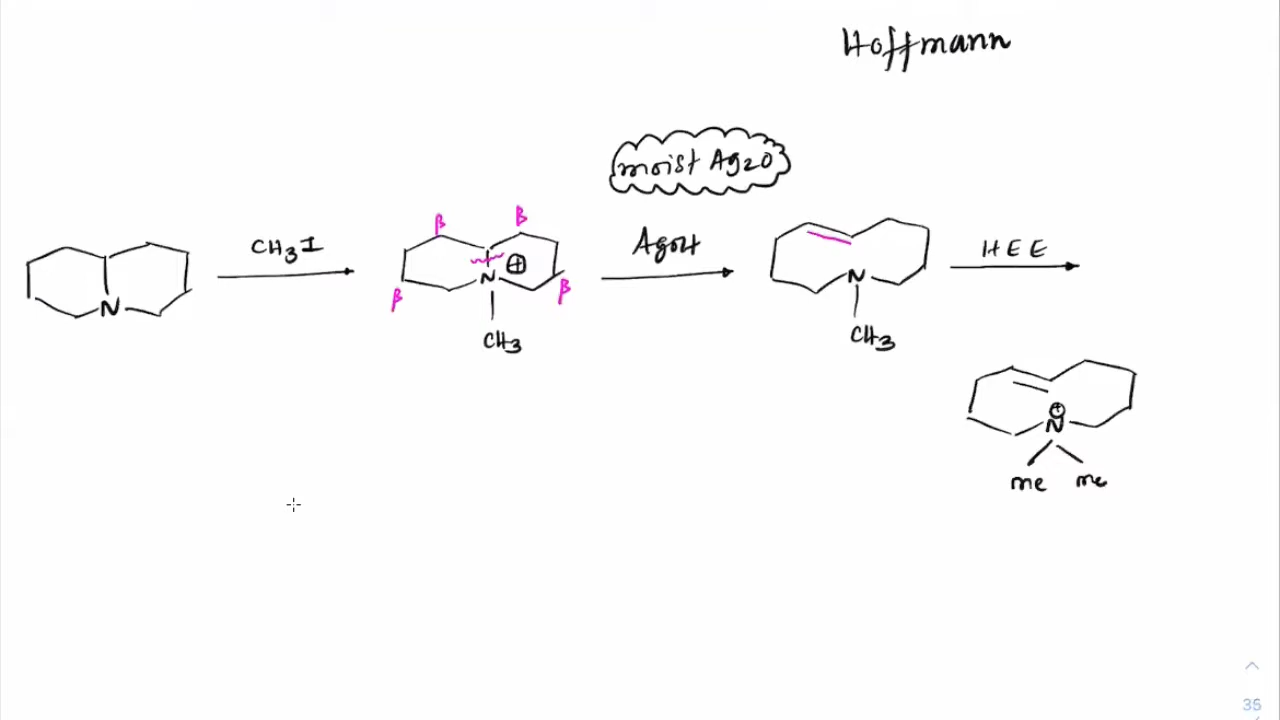 Hoffmann
moist Ag2O
β β
CH3I
AgOH
HEE
N
N ⊕
N
β β
CH3
CH3
⊕
N
me me
35